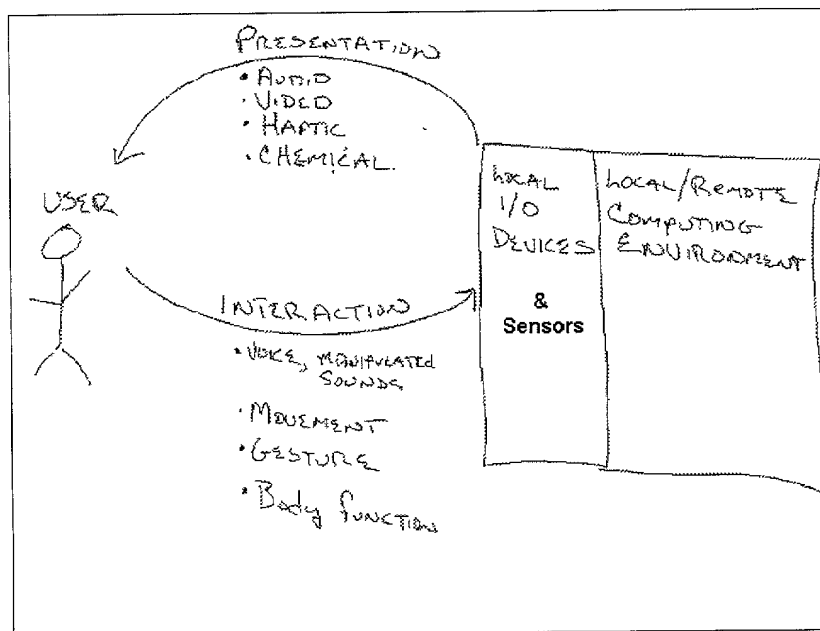 PRESENTATION
• AUDIO
• VIDEO
• HAPTIC
• CHEMICAL.
USER
LOCAL
I/O
DEVICES
&
Sensors
LOCAL/REMOTE
COMPUTING
ENVIRONMENT
INTERACTION
• VOICE, MANIPULATED
SOUNDS
• MOVEMENT
• GESTURE
• Body FUNCTION